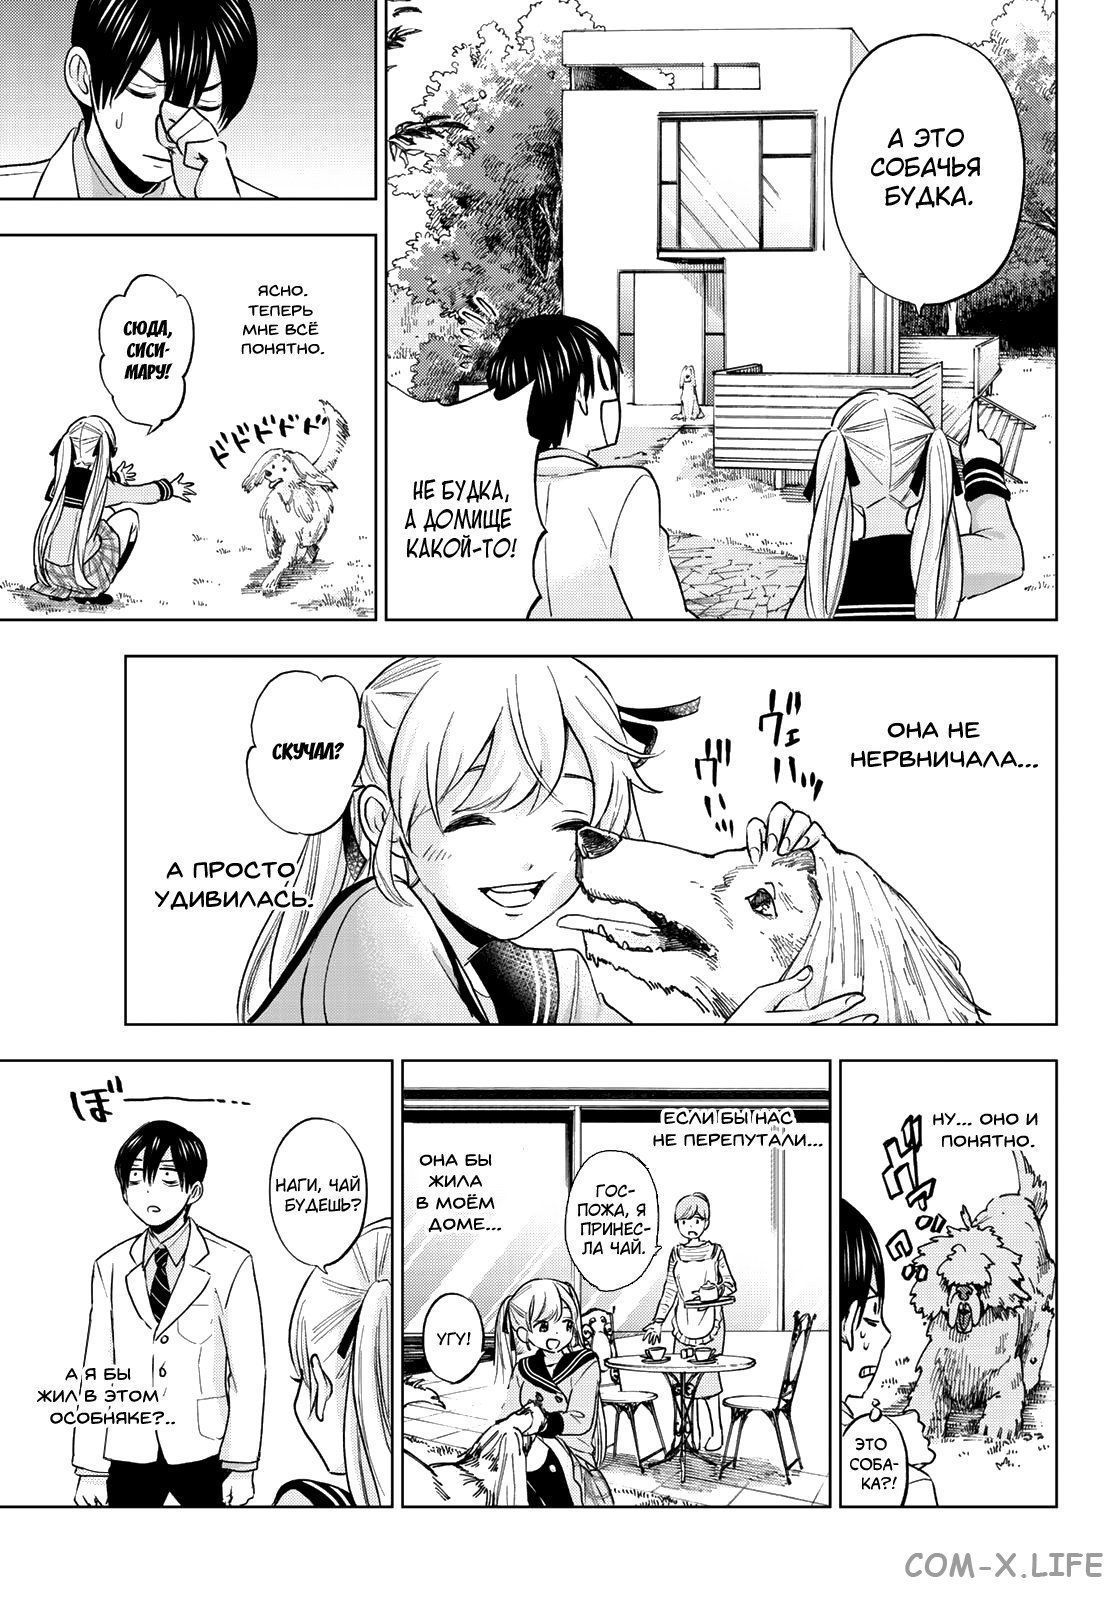 А ЭТО
СОБАЧЬЯ
БУДКА.
НЕ БУДКА,
А ДОМИЩЕ
КАКОЙ-ТО!
ЯСНО.
ТЕПЕРЬ
МНЕ ВСЁ
ПОНЯТНО.
СЮДА,
СИСИ-
МАРУ!
ドドドドド
ОНА НЕ
НЕРВНИЧАЛА...
СКУЧАЛ?
А ПРОСТО
УДИВИЛАСЬ.
НУ... ОНО И
ПОНЯТНО.
ЭТО
СОБА-
КА?!
ЕСЛИ БЫ НАС
НЕ ПЕРЕПУТАЛИ...
ГОС-
ПОЖА, Я
ПРИНЕС-
ЛА ЧАЙ.
ОНА БЫ
ЖИЛА
В МОЁМ
ДОМЕ...
УГУ!
НАГИ, ЧАЙ
БУДЕШЬ?
ぼ
А Я БЫ
ЖИЛ В ЭТОМ
ОСОБНЯКЕ?..
COM-X.LIFE